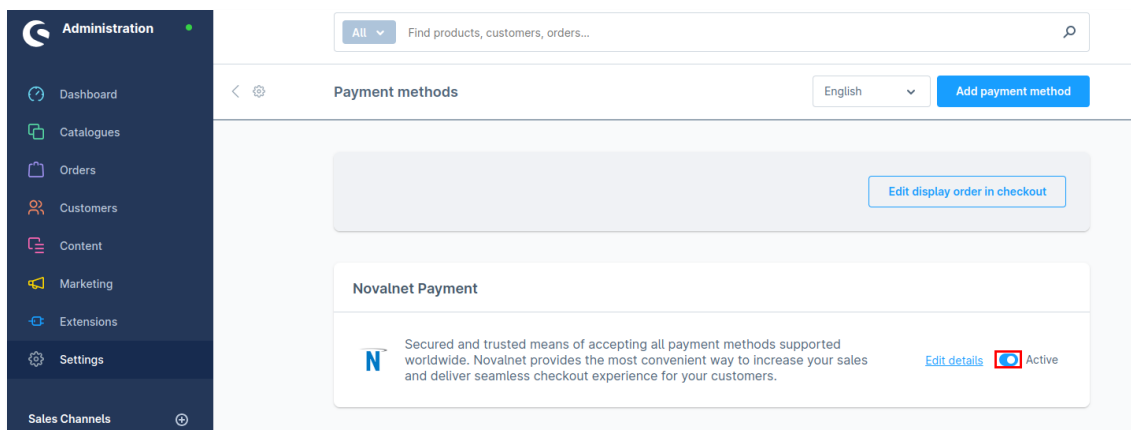 Administration
All
Find products, customers, orders...
Dashboard
Catalogues
Orders
Customers
Content
Marketing
Extensions
Settings
Sales Channels
Payment methods
English
Add payment method
Edit display order in checkout
Novalnet Payment
N
Secured and trusted means of accepting all payment methods supported
worldwide. Novalnet provides the most convenient way to increase your sales
and deliver seamless checkout experience for your customers.
Edit details
Active